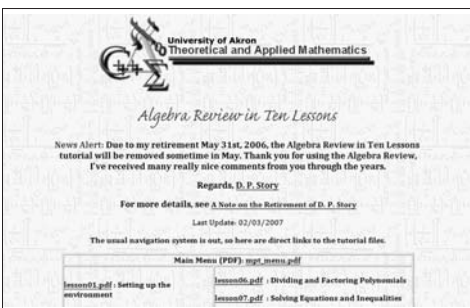 University of Akron
Theoretical and Applied Mathematics
Algebra Review in Ten Lessons
News Alert: Due to my retirement May 31st, 2006, the Algebra Review in Ten Lessons
tutorial will be removed sometime in May. Thank you for using the Algebra Review,
I've received many really nice comments from you through the years.
Regards, D. P. Story
For more details, see A Note on the Retirement of D. P. Story
Last Update: 02/03/2007
The usual navigation system is out, so here are direct links to the tutorial files.
Main Menu (PDF): mpt_menu.pdf
lesson01.pdf : Setting up the
environment
lesson06.pdf : Dividing and Factoring Polynomials
lesson07.pdf : Solving Equations and Inequalities